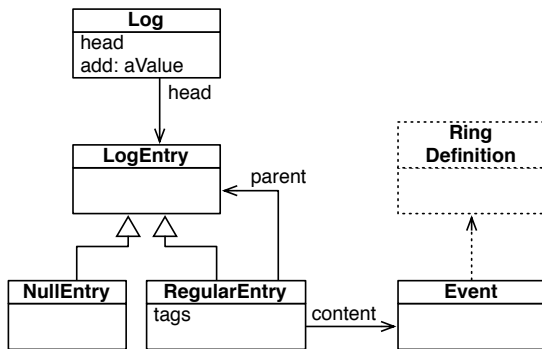 Log
head
add: aValue
head
LogEntry
Ring
Definition
parent
NullEntry
RegularEntry
tags
content
Event